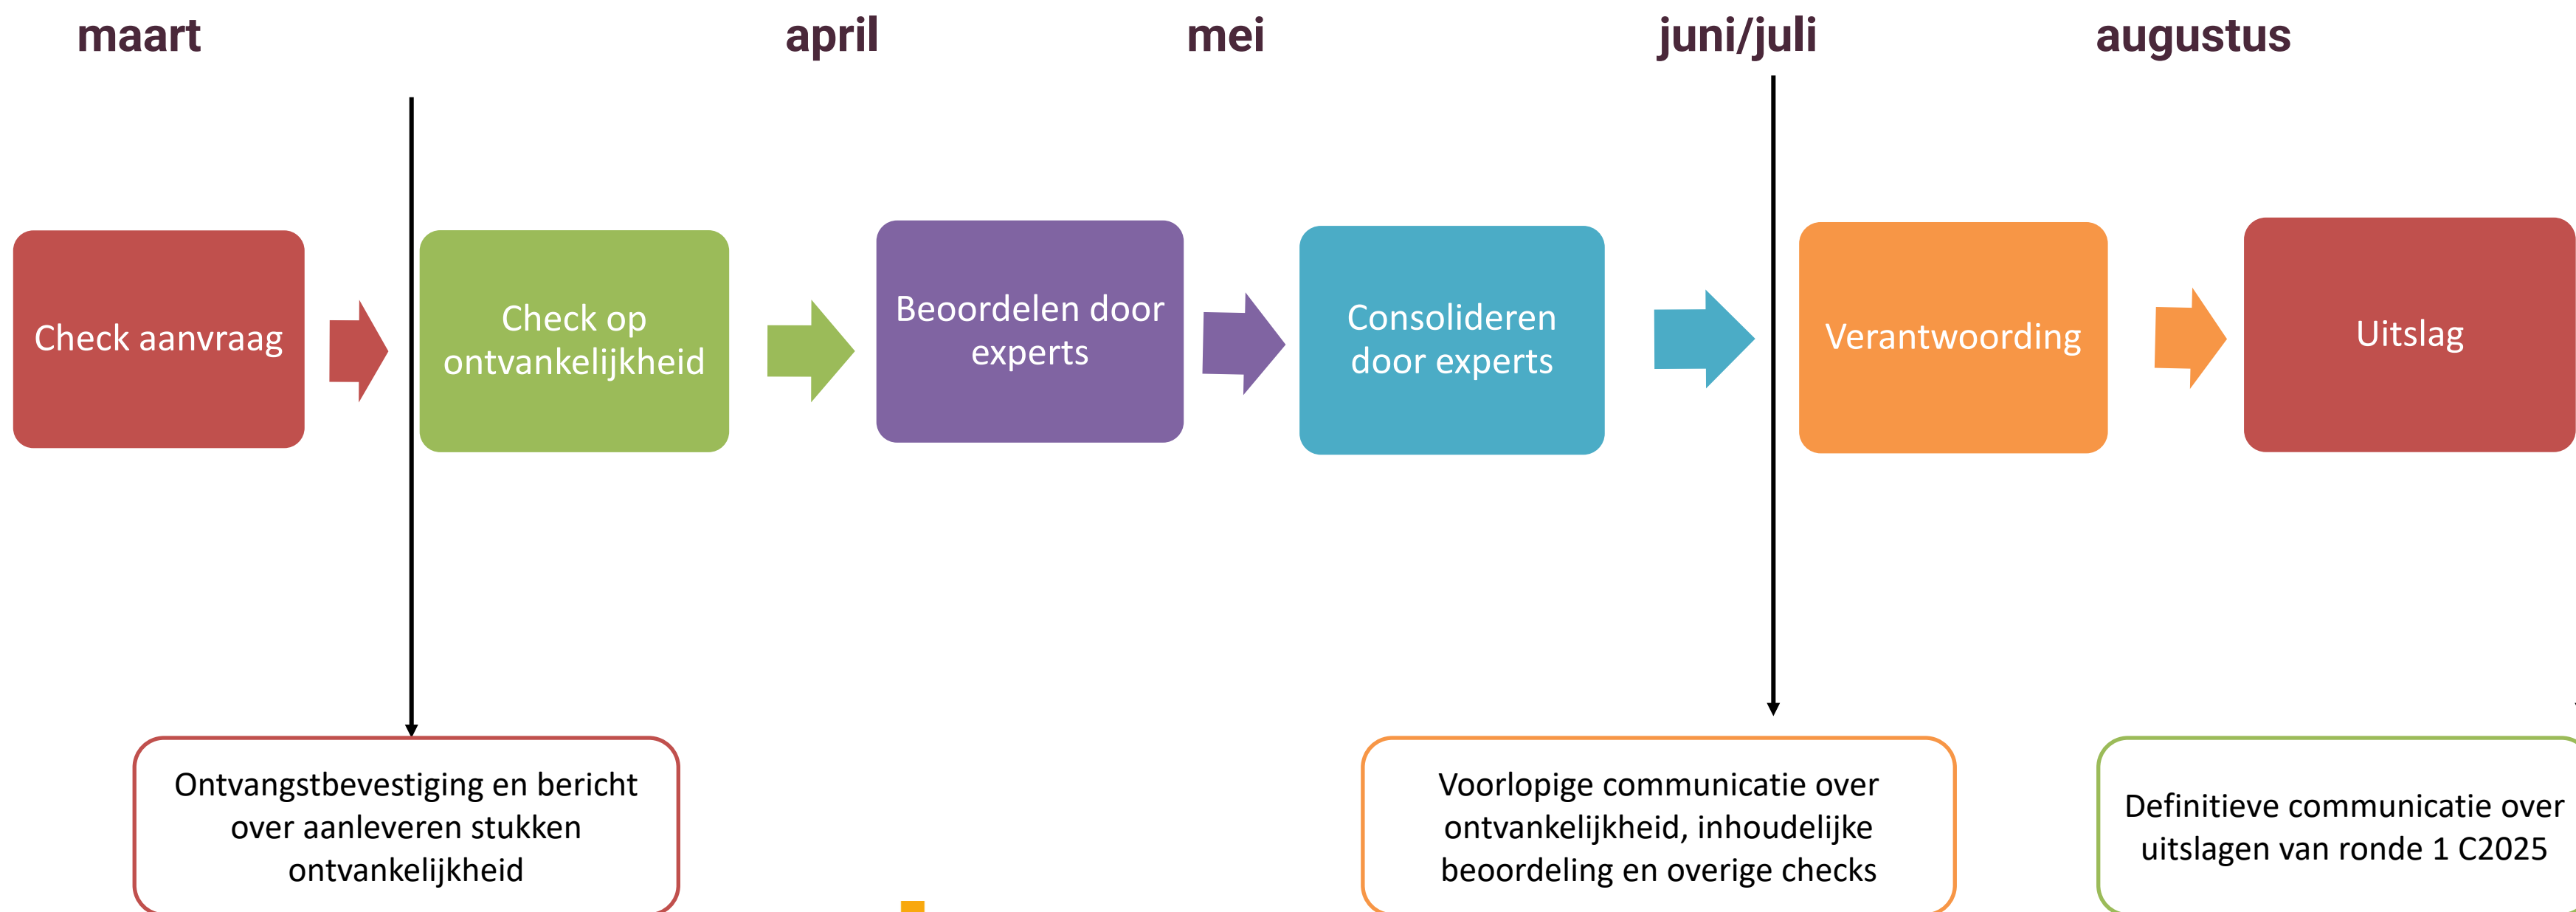 maart
april
mei
juni/juli
augustus
Check aanvraag
Check op
ontvankelijkheid
Beoordelen door
experts
Consolideren
door experts
Verantwoording
Uitslag
Ontvangstbevestiging en bericht
over aanleveren stukken
ontvankelijkheid
Voorlopige communicatie over
ontvankelijkheid, inhoudelijke
beoordeling en overige checks
Definitieve communicatie over
uitslagen van ronde 1 C2025